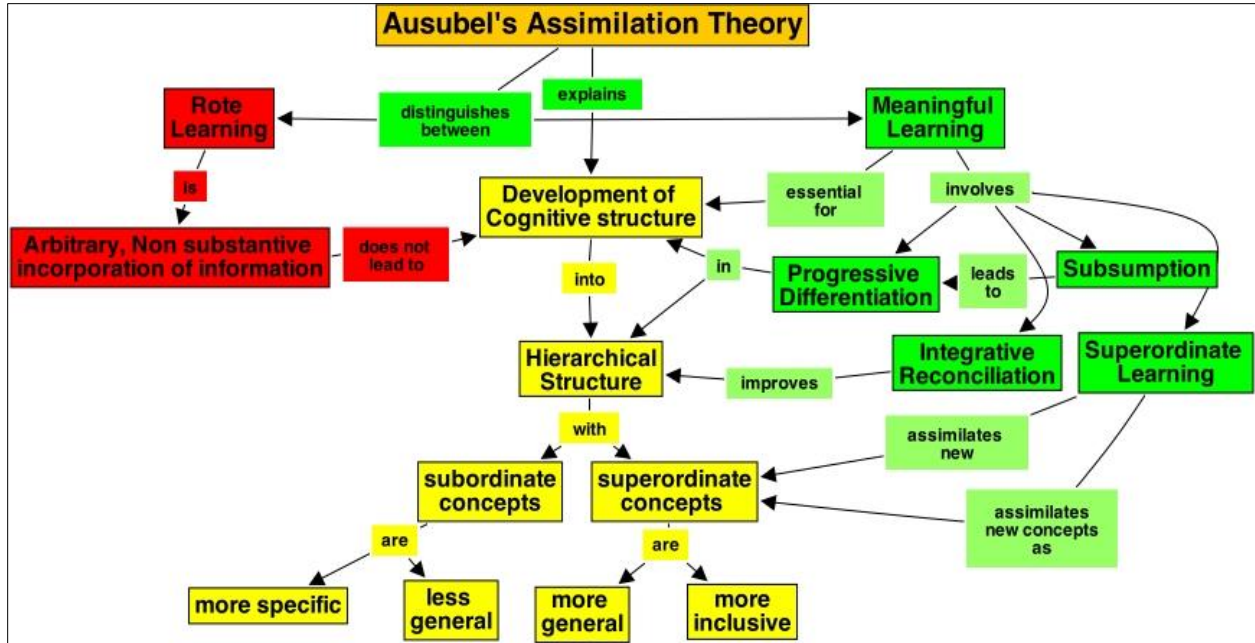 Ausubel's Assimilation Theory
explains
Rote
Learning
distinguishes
between
Meaningful
Learning
is
Development of
Cognitive structure
essential
for
involves
Arbitrary, Non substantive
incorporation of information
does not
lead to
into
in
Progressive
Differentiation
leads
to
Subsumption
Hierarchical
Structure
improves
Integrative
Reconciliation
Superordinate
Learning
with
assimilates
new
subordinate
concepts
superordinate
concepts
assimilates
new concepts
as
are
are
more specific
less
general
more
general
more
inclusive